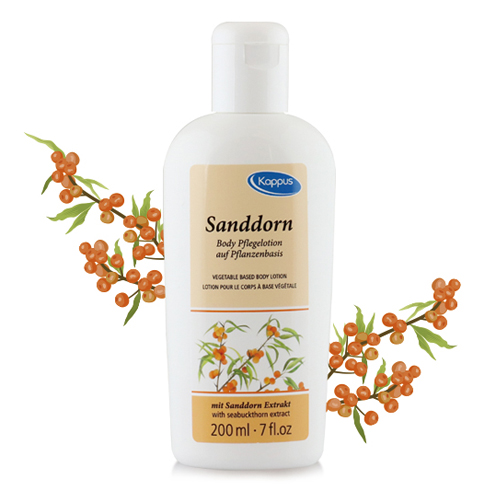 Kappus
Sanddorn
Body Pflegelotion
auf Pflanzenbasis
VEGETABLE BASED BODY LOTION
LOTION POUR LE CORPS À BASE VÉGÉTALE
mit Sanddorn Extrakt
with seabuckthorn extract
200 ml · 7 fl.oz